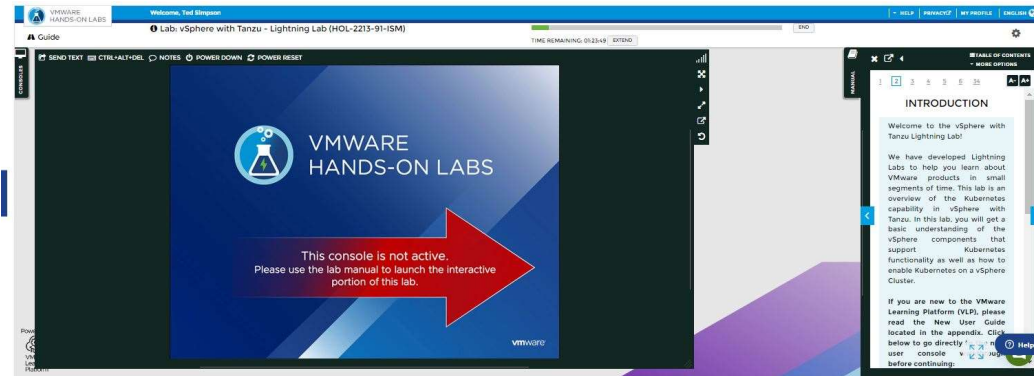 VMWARE
HANDS-ON LABS
Welcome, Ted Simpson
HELP PRIVACY MY PROFILE ENGLISH
Guide
Lab: vSphere with Tanzu - Lightning Lab (HOL-2213-91-ISM)
TIME REMAINING: 01:23:49 EXTEND
END
CONSOLES
SEND TEXT CTRL+ALT+DEL NOTES POWER DOWN POWER RESET
VMWARE
HANDS-ON LABS
This console is not active.
Please use the lab manual to launch the interactive
portion of this lab.
vmware
MANUAL
TABLE OF CONTENTS
MORE OPTIONS
1 2 3 4 5 6 34
A- A+
INTRODUCTION
Welcome to the vSphere with
Tanzu Lightning Lab!
We have developed Lightning
Labs to help you learn about
VMware products in small
segments of time. This lab is an
overview of the Kubernetes
capability in vSphere with
Tanzu. In this lab, you will get a
basic understanding of the
vSphere components that
support Kubernetes
functionality as well as how to
enable Kubernetes on a vSphere
Cluster.
If you are new to the VMware
Learning Platform (VLP), please
read the New User Guide
located in the appendix. Click
below to go directly
user console
before continuing:
Help